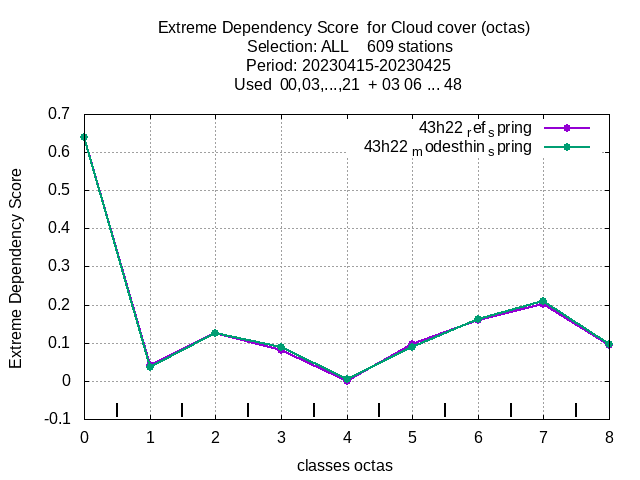 Extreme Dependency Score  for Cloud cover (octas)
Selection: ALL    609 stations
Period: 20230415-20230425
Used  00,03,...,21  + 03 06 ... 48
43h22 ref spring
43h22 modesthin spring
0.7
0.6
0.5
0.4
0.3
0.2
0.1
0
-0.1
Extreme Dependency Score
0 1 2 3 4 5 6 7 8
classes octas